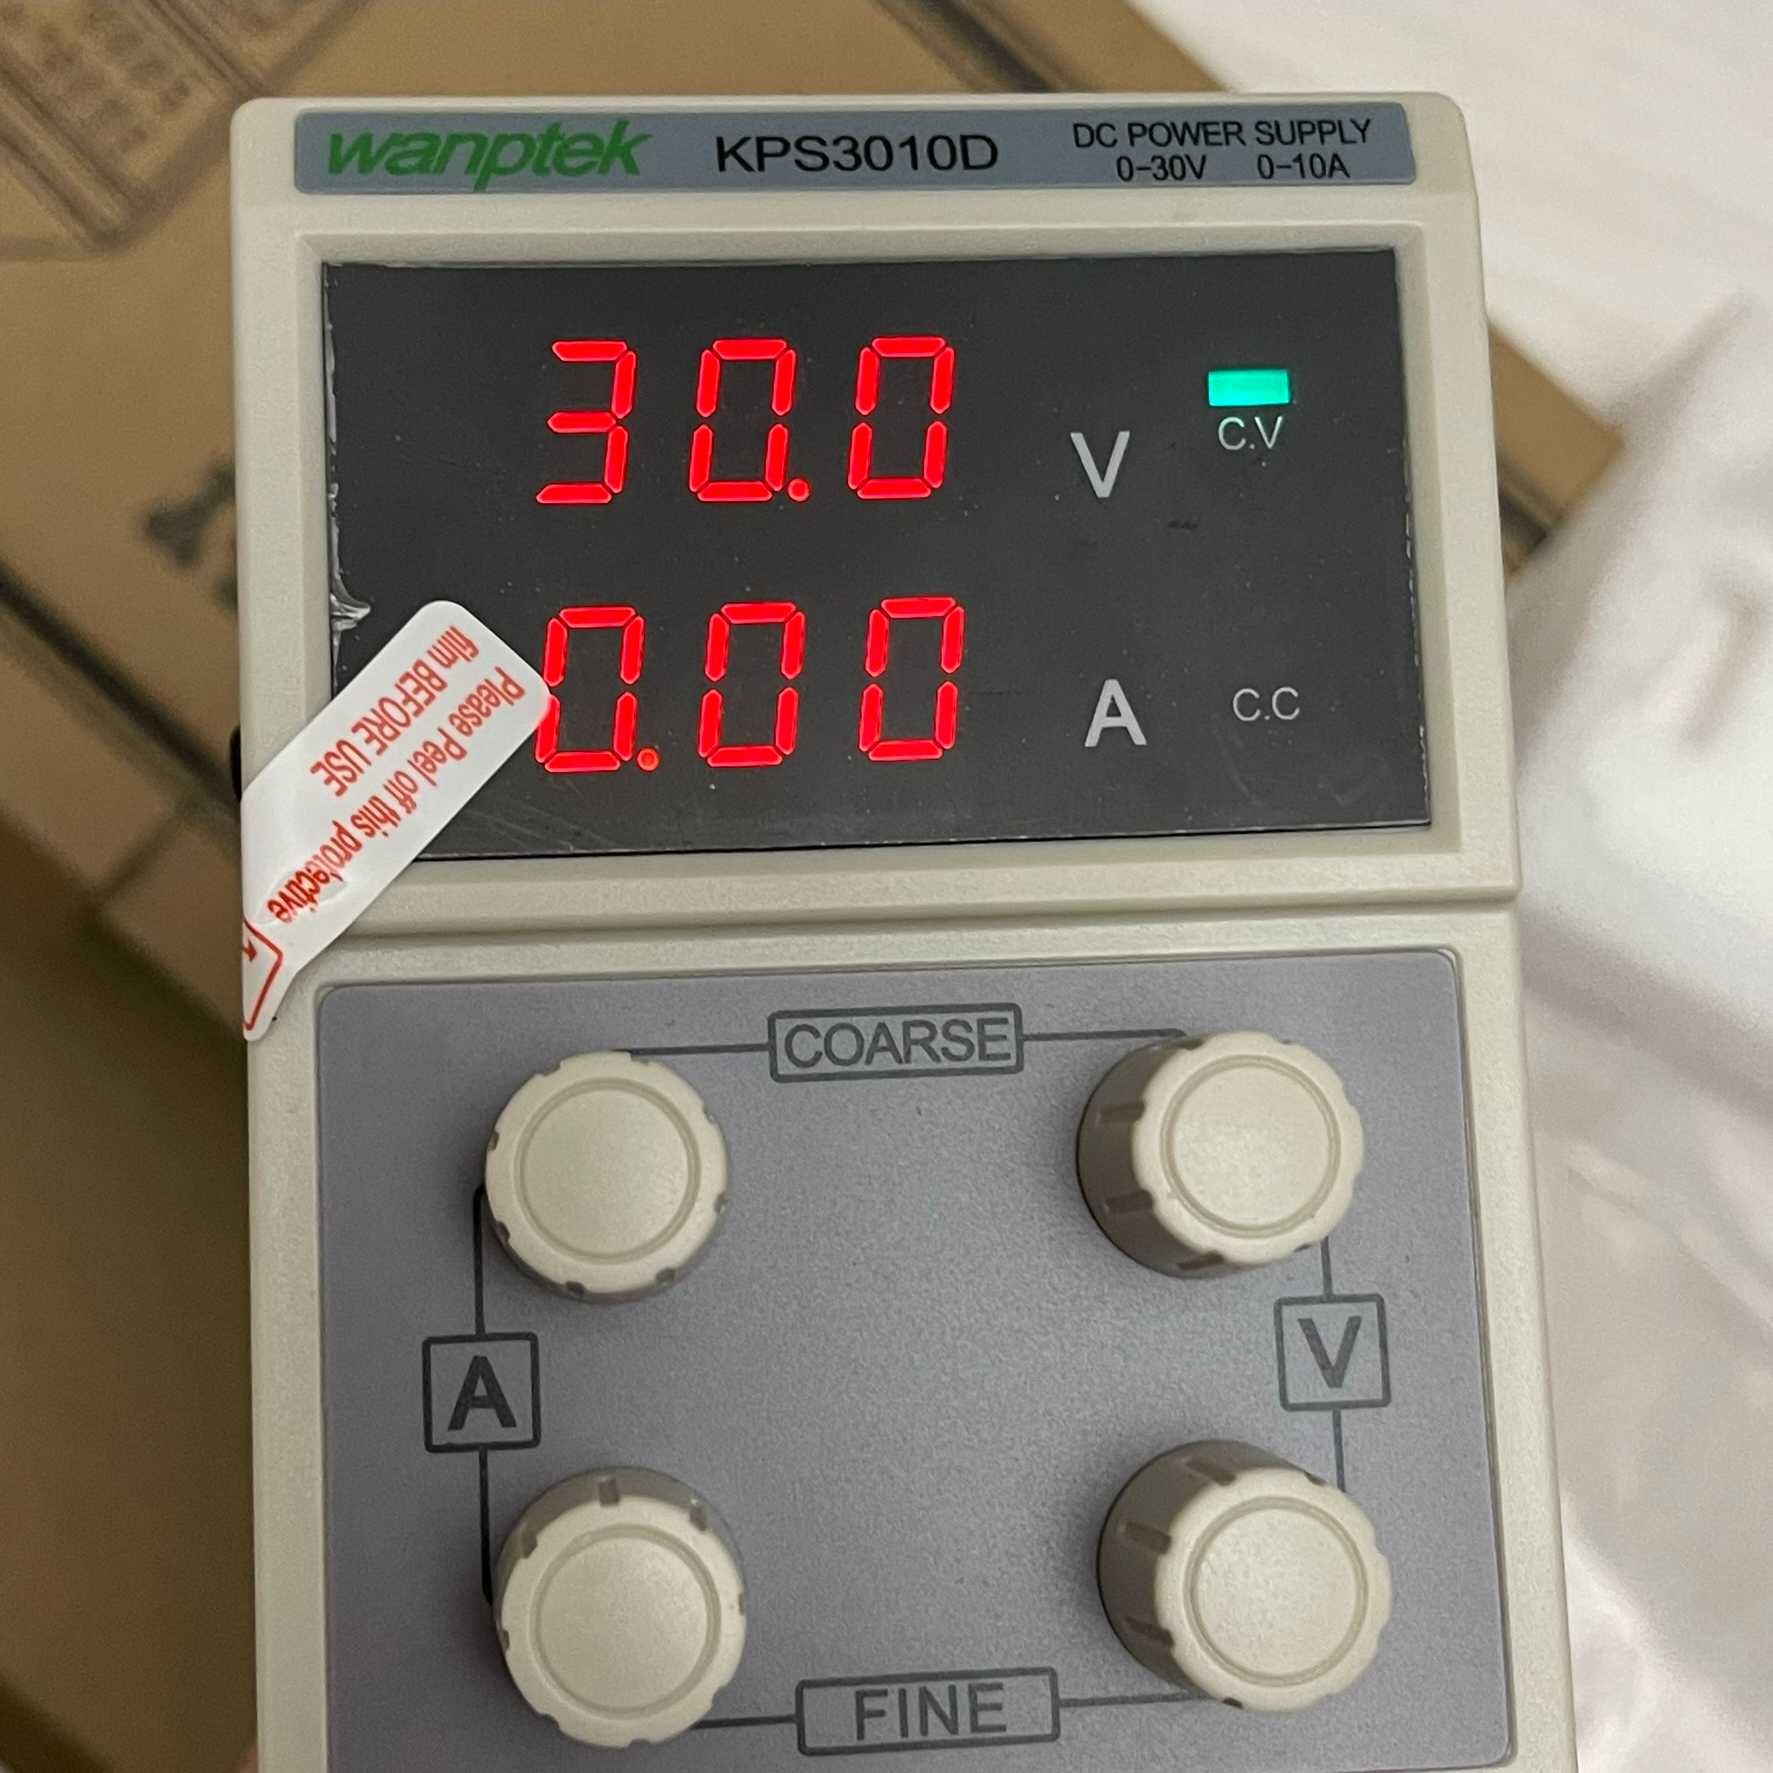 wanptek KPS3010D DC POWER SUPPLY
0-30V 0-10A
30.0 V C.V
0.00 A C.C
Please Peel off this protective
film BEFORE USE
COARSE
A V
FINE